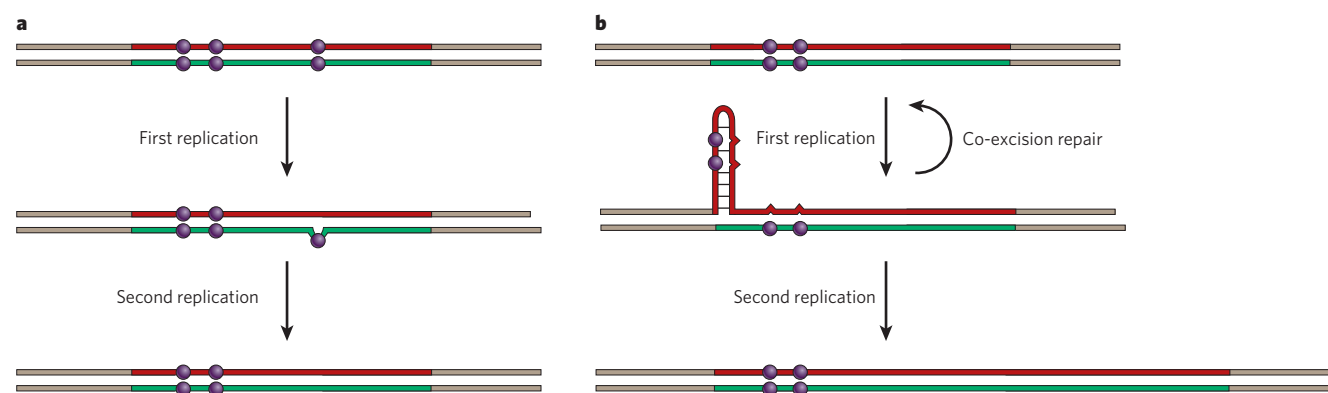 a
First replication
Second replication
b
First replication
Co-excision repair
Second replication